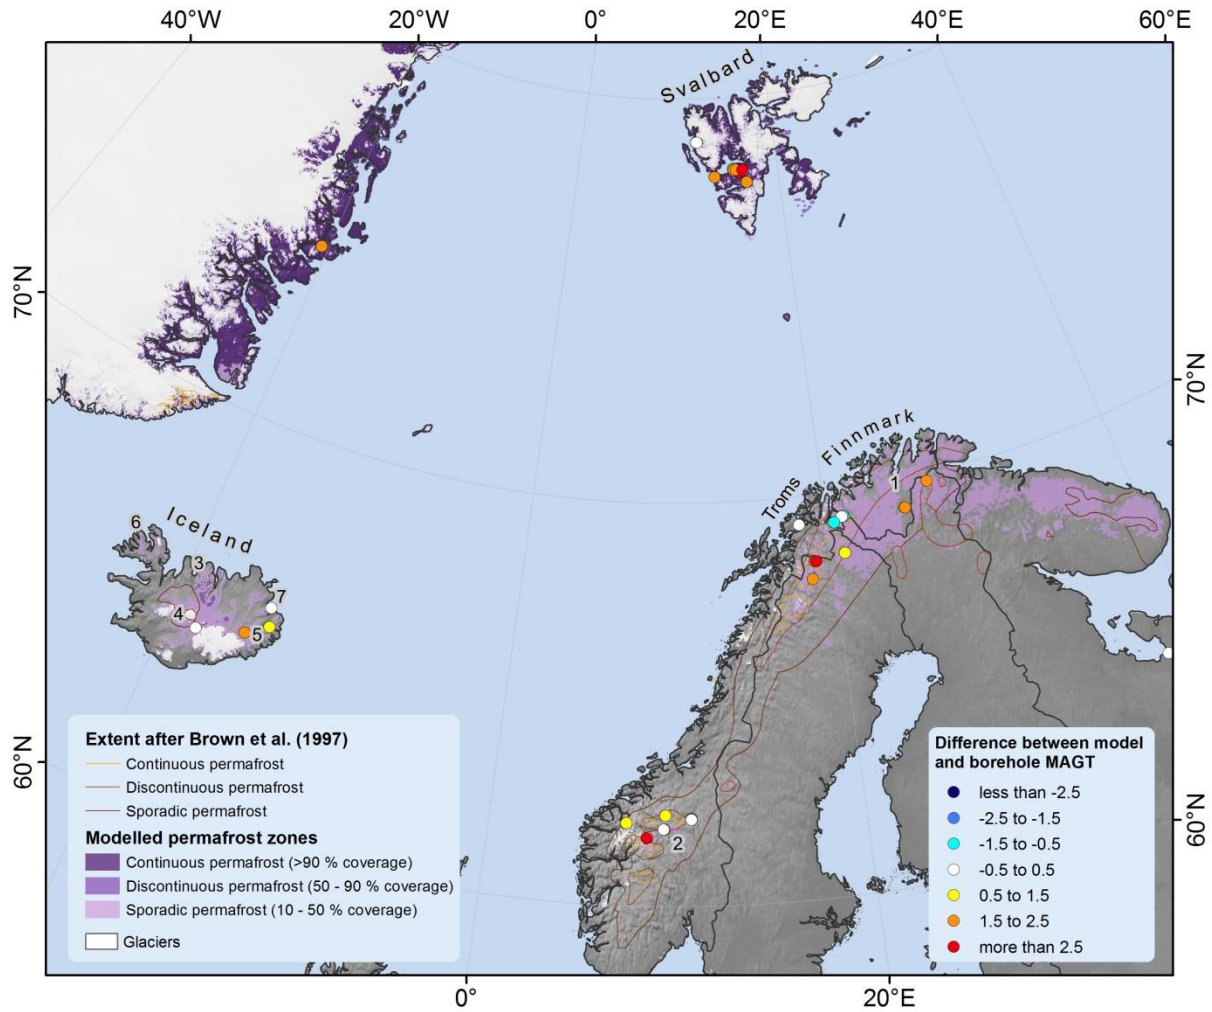 40°W 20°W 0° 20°E 40°E 60°E
Svalbard
70°N
70°N
Finnmark
1
Troms
6
Iceland
3
7
4
5
Extent after Brown et al. (1997)
Continuous permafrost
Discontinuous permafrost
Sporadic permafrost
Modelled permafrost zones
Continuous permafrost (>90 % coverage)
Discontinuous permafrost (50 - 90 % coverage)
Sporadic permafrost (10 - 50 % coverage)
Glaciers
60°N
2
Difference between model
and borehole MAGT
less than -2.5
-2.5 to -1.5
-1.5 to -0.5
-0.5 to 0.5
0.5 to 1.5
1.5 to 2.5
more than 2.5
60°N
0° 20°E